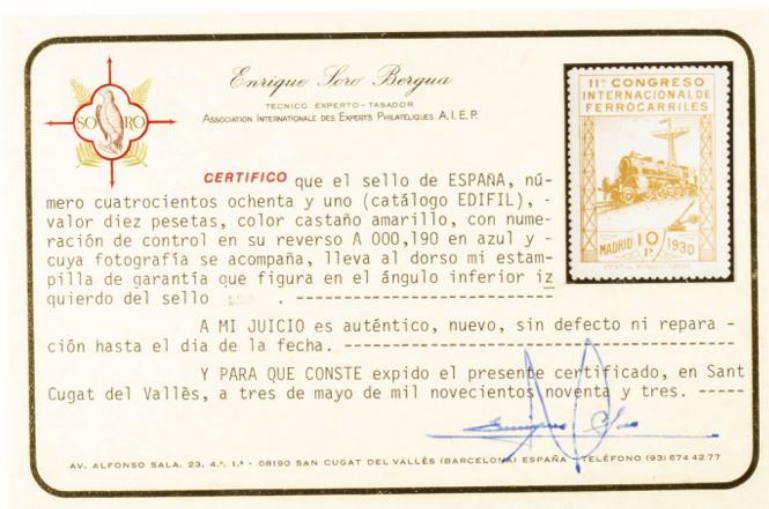 SO RO
Enrique Soro Bergua
TECNICO EXPERTO-TASADOR
ASSOCIATION INTERNATIONALE DES EXPERTS PHILATELIQUES A.I.E.P.
CERTIFICO que el sello de ESPAÑA, nú-
mero cuatrocientos ochenta y uno (catálogo EDIFIL), -
valor diez pesetas, color castaño amarillo, con nume-
ración de control en su reverso A 000,190 en azul y -
cuya fotografía se acompaña, lleva al dorso mi estam-
pilla de garantía que figura en el ángulo inferior iz
quierdo del sello . --------------------------
A MI JUICIO es auténtico, nuevo, sin defecto ni repara -
ción hasta el dia de la fecha. ---------------------------------------
Y PARA QUE CONSTE expido el presente certificado, en Sant
Cugat del Vallès, a tres de mayo de mil novecientos noventa y tres. -----
AV. ALFONSO SALA, 23, 4.º, 1.ª - 08190 SAN CUGAT DEL VALLÉS (BARCELONA) ESPAÑA - TELÉFONO (93) 674 42 77
11º CONGRESO
INTERNACIONAL DE
FERROCARRILES
MADRID 10 Ps 1930